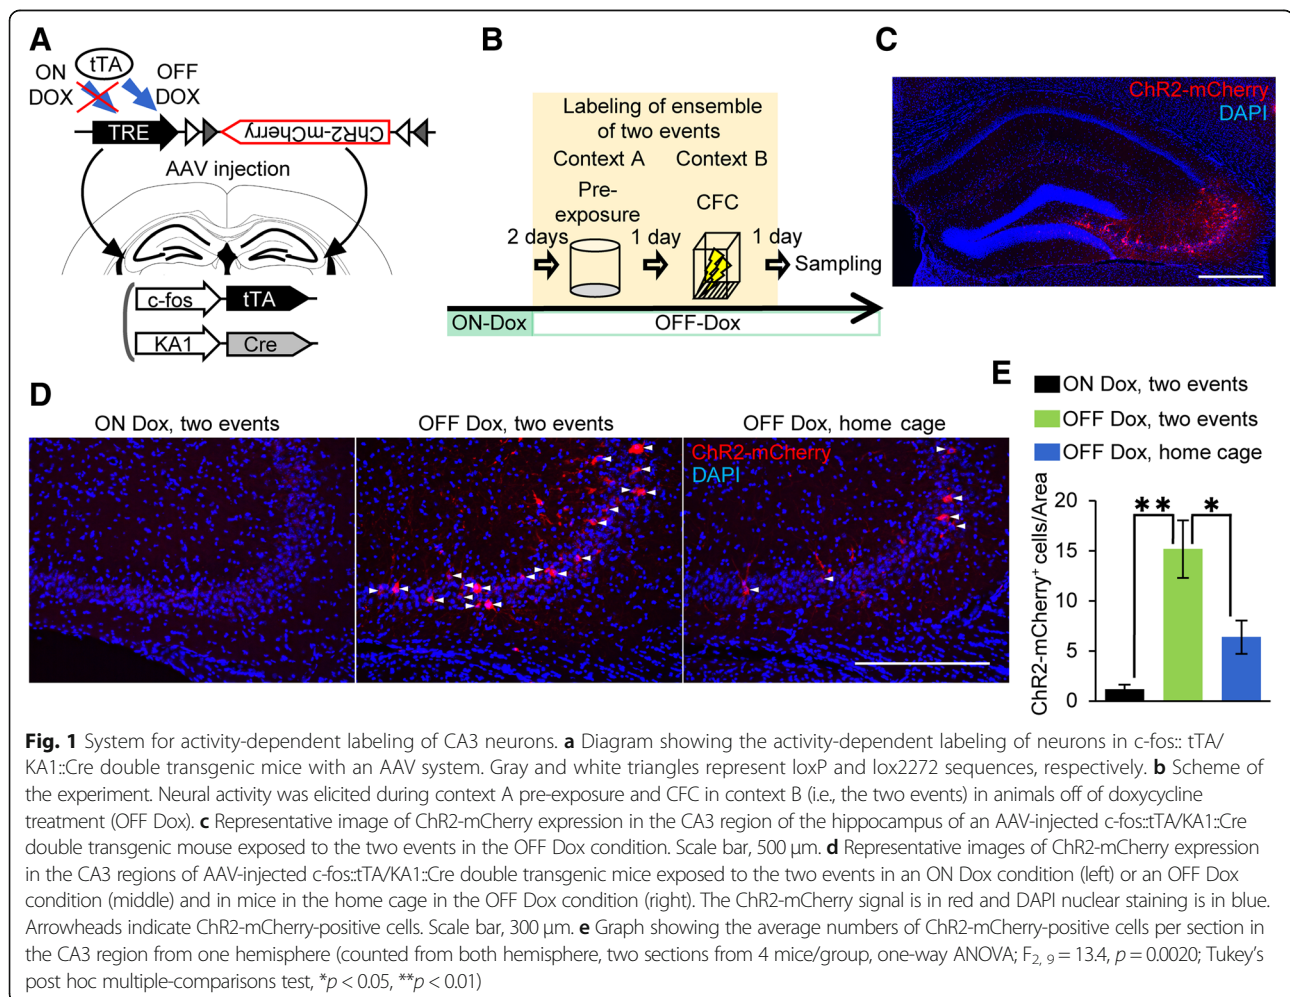 A
tTA
ON
DOX
OFF
DOX
TRE
ChR2-mCherry
AAV injection
c-fos
tTA
KA1
Cre
B
Labeling of ensemble
of two events
Context A
Context B
Pre-
exposure
CFC
2 days
1 day
1 day
Sampling
ON-Dox
OFF-Dox
C
ChR2-mCherry
DAPI
D
ON Dox, two events
OFF Dox, two events
OFF Dox, home cage
ChR2-mCherry
DAPI
E
ON Dox, two events
OFF Dox, two events
OFF Dox, home cage
ChR2-mCherry⁺ cells/Area
20
15
10
5
0
**
*
Fig. 1 System for activity-dependent labeling of CA3 neurons. a Diagram showing the activity-dependent labeling of neurons in c-fos:: tTA/
KA1::Cre double transgenic mice with an AAV system. Gray and white triangles represent loxP and lox2272 sequences, respectively. b Scheme of
the experiment. Neural activity was elicited during context A pre-exposure and CFC in context B (i.e., the two events) in animals off of doxycycline
treatment (OFF Dox). c Representative image of ChR2-mCherry expression in the CA3 region of the hippocampus of an AAV-injected c-fos::tTA/KA1::Cre
double transgenic mouse exposed to the two events in the OFF Dox condition. Scale bar, 500 μm. d Representative images of ChR2-mCherry expression
in the CA3 regions of AAV-injected c-fos::tTA/KA1::Cre double transgenic mice exposed to the two events in an ON Dox condition (left) or an OFF Dox
condition (middle) and in mice in the home cage in the OFF Dox condition (right). The ChR2-mCherry signal is in red and DAPI nuclear staining is in blue.
Arrowheads indicate ChR2-mCherry-positive cells. Scale bar, 300 μm. e Graph showing the average numbers of ChR2-mCherry-positive cells per section in
the CA3 region from one hemisphere (counted from both hemisphere, two sections from 4 mice/group, one-way ANOVA; F2, 9 = 13.4, p = 0.0020; Tukey's
post hoc multiple-comparisons test, *p < 0.05, **p < 0.01)